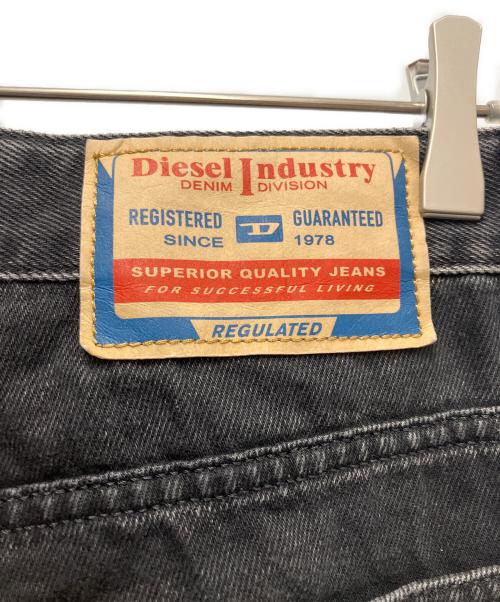 Diesel Industry
DENIM DIVISION
REGISTERED GUARANTEED
SINCE D 1978
SUPERIOR QUALITY JEANS
FOR SUCCESSFUL LIVING
REGULATED